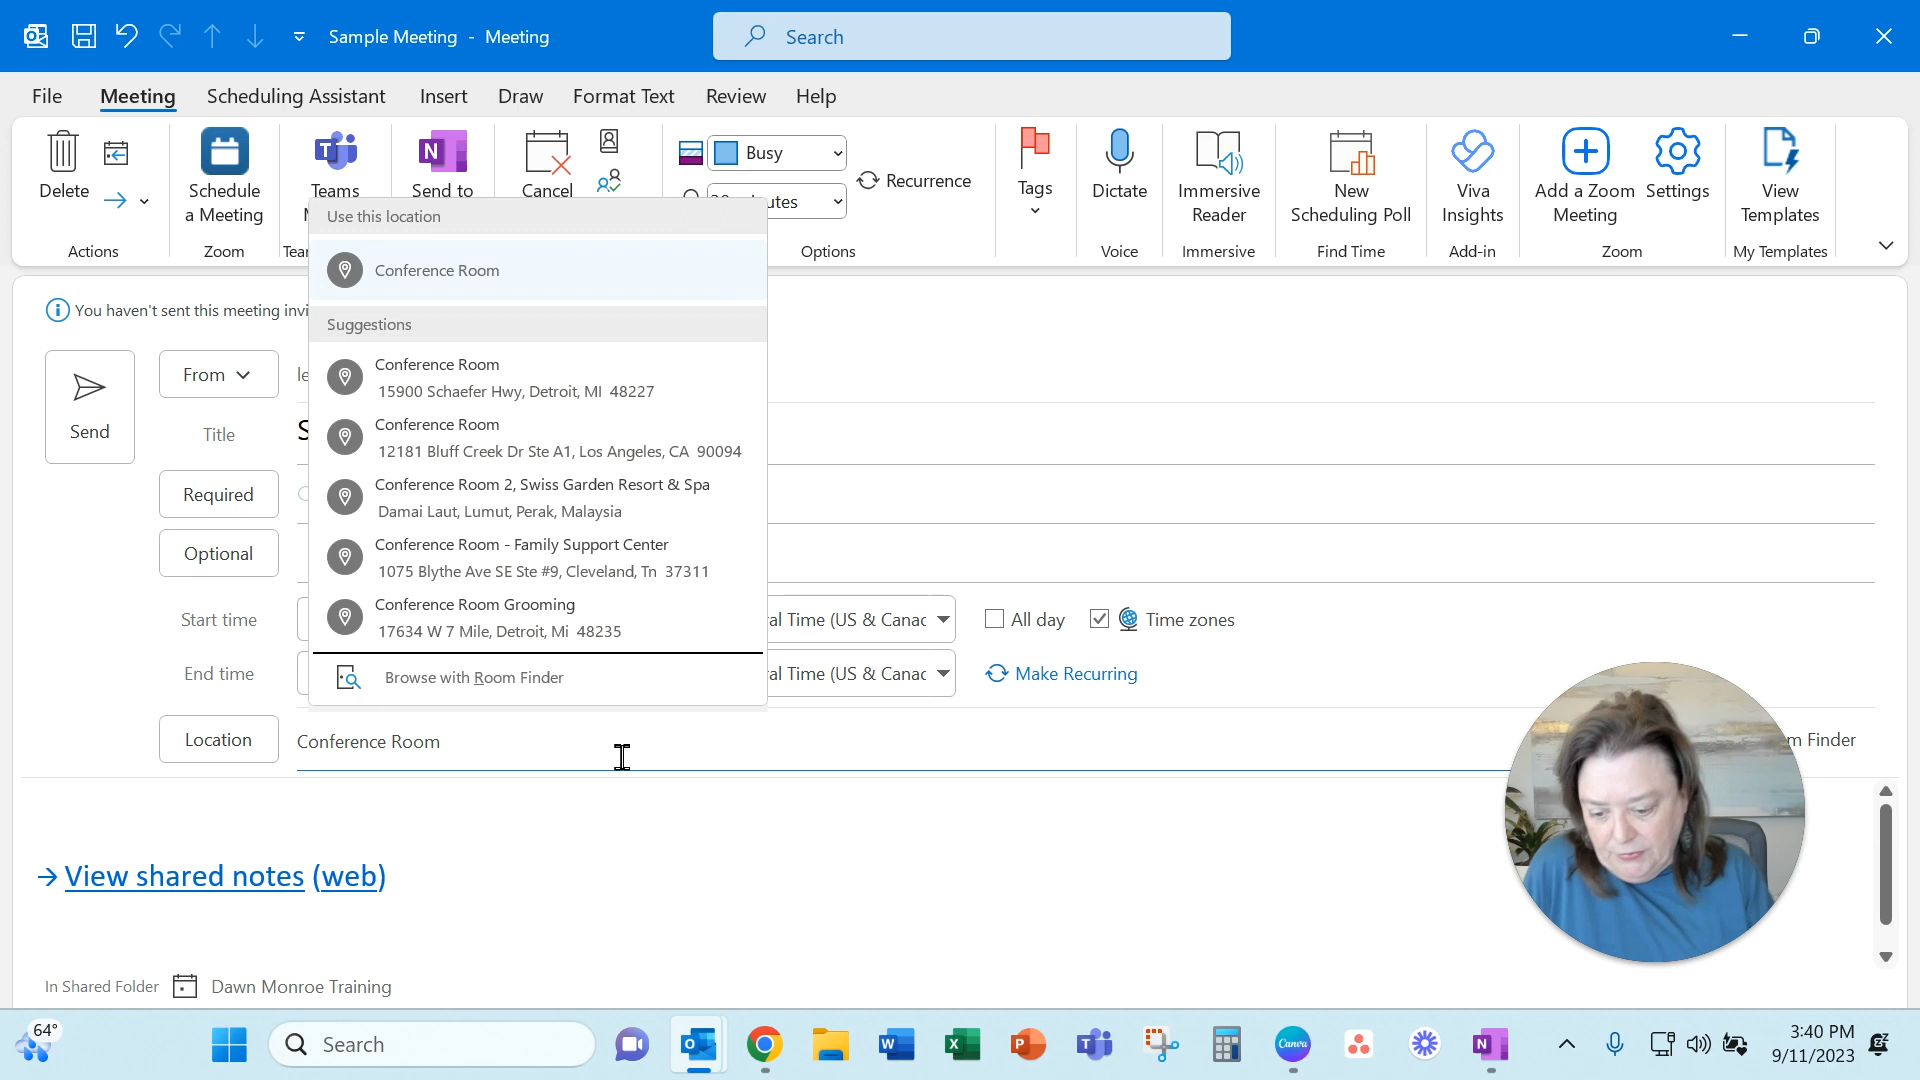 Sample Meeting - Meeting
Search
File Meeting Scheduling Assistant Insert Draw Format Text Review Help
Delete
Schedule
a Meeting
Teams
Send to
Cancel
Busy
Recurrence
Tags
Dictate
Immersive
Reader
New
Scheduling Poll
Viva
Insights
Add a Zoom
Meeting
Settings
View
Templates
Actions
Zoom
Options
Voice
Immersive
Find Time
Add-in
Zoom
My Templates
Use this location
Conference Room
Suggestions
Conference Room
15900 Schaefer Hwy, Detroit, MI 48227
Conference Room
12181 Bluff Creek Dr Ste A1, Los Angeles, CA 90094
Conference Room 2, Swiss Garden Resort & Spa
Damai Laut, Lumut, Perak, Malaysia
Conference Room - Family Support Center
1075 Blythe Ave SE Ste #9, Cleveland, Tn 37311
Conference Room Grooming
17634 W 7 Mile, Detroit, Mi 48235
Browse with Room Finder
You haven't sent this meeting
Send
From
Title
Required
Optional
Start time
Time (US & Canad
All day
Time zones
End time
Time (US & Canad
Make Recurring
Location
Conference Room
Finder
→ View shared notes (web)
In Shared Folder
Dawn Monroe Training
64°
Search
Canva
3:40 PM
9/11/2023